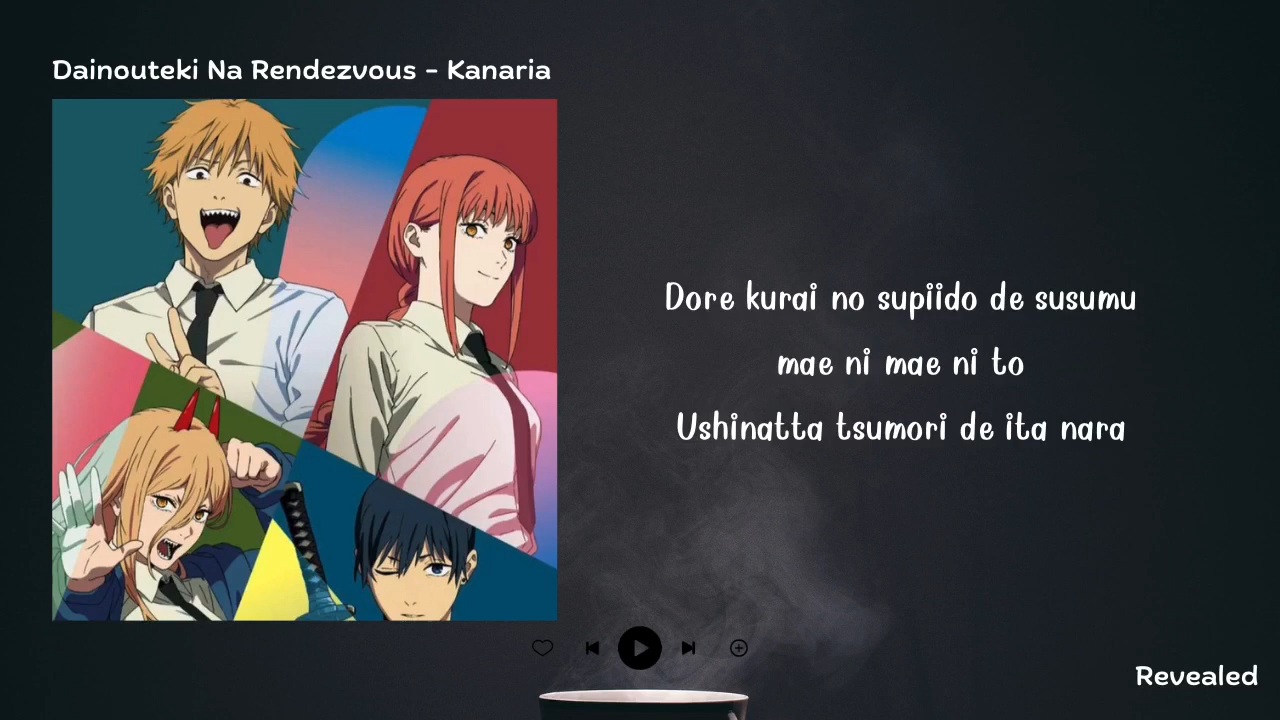 Dainouteki Na Rendezvous - Kanaria
Dore kurai no supiido de susumu
mae ni mae ni to
Ushinatta tsumori de ita nara
Revealed